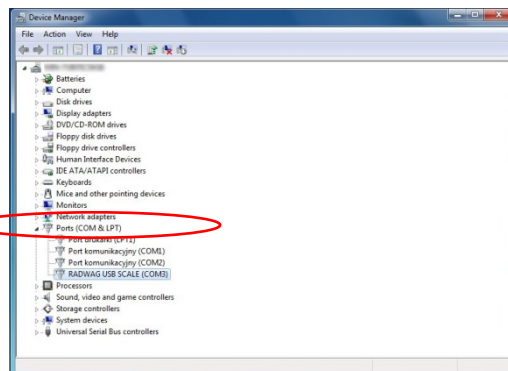 Device Manager
File Action View Help
Batteries
Computer
Disk drives
Display adapters
DVD/CD-ROM drives
Floppy disk drives
Floppy drive controllers
Human Interface Devices
IDE ATA/ATAPI controllers
Keyboards
Mice and other pointing devices
Monitors
Network adapters
Ports (COM & LPT)
Port drukarki (LPT1)
Port komunikacyjny (COM1)
Port komunikacyjny (COM2)
RADWAG USB SCALE (COM3)
Processors
Sound, video and game controllers
Storage controllers
System devices
Universal Serial Bus controllers